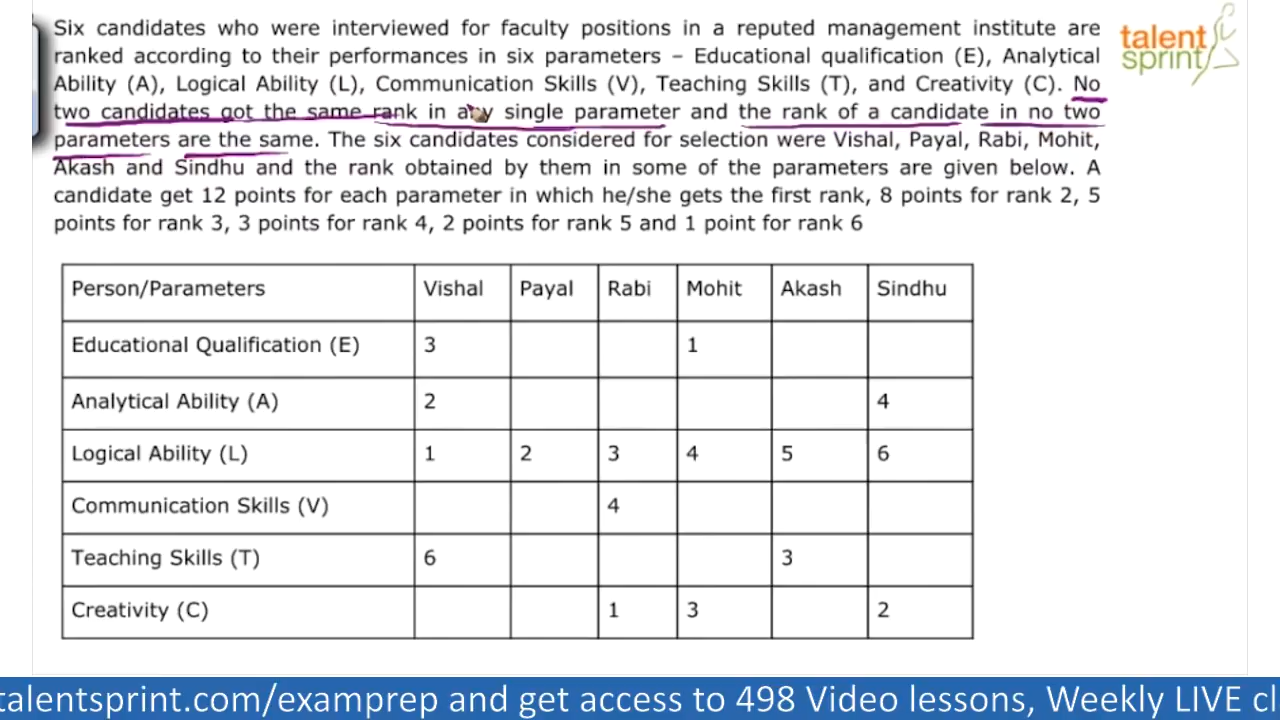 Six candidates who were interviewed for faculty positions in a reputed management institute are
ranked according to their performances in six parameters – Educational qualification (E), Analytical
Ability (A), Logical Ability (L), Communication Skills (V), Teaching Skills (T), and Creativity (C). No
two candidates got the same rank in any single parameter and the rank of a candidate in no two
parameters are the same. The six candidates considered for selection were Vishal, Payal, Rabi, Mohit,
Akash and Sindhu and the rank obtained by them in some of the parameters are given below. A
candidate get 12 points for each parameter in which he/she gets the first rank, 8 points for rank 2, 5
points for rank 3, 3 points for rank 4, 2 points for rank 5 and 1 point for rank 6
talent
sprint
Person/Parameters Vishal Payal Rabi Mohit Akash Sindhu
Educational Qualification (E) 3 1
Analytical Ability (A) 2 4
Logical Ability (L) 1 2 3 4 5 6
Communication Skills (V) 4
Teaching Skills (T) 6 3
Creativity (C) 1 3 2
talentsprint.com/examprep and get access to 498 Video lessons, Weekly LIVE cl